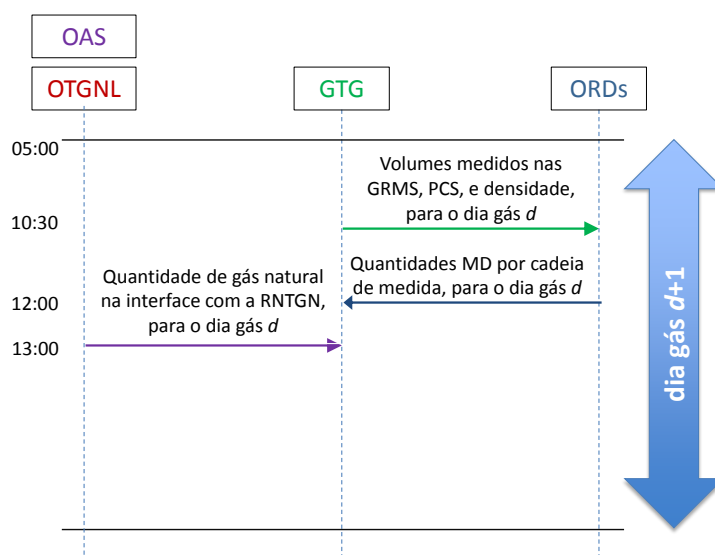 OAS
OTGNL
GTG
ORDs
05:00
Volumes medidos nas
GRMS, PCS, e densidade,
para o dia gás d
10:30
Quantidade de gás natural
na interface com a RNTGN,
para o dia gás d
Quantidades MD por cadeia
de medida, para o dia gás d
12:00
13:00
dia gás d+1